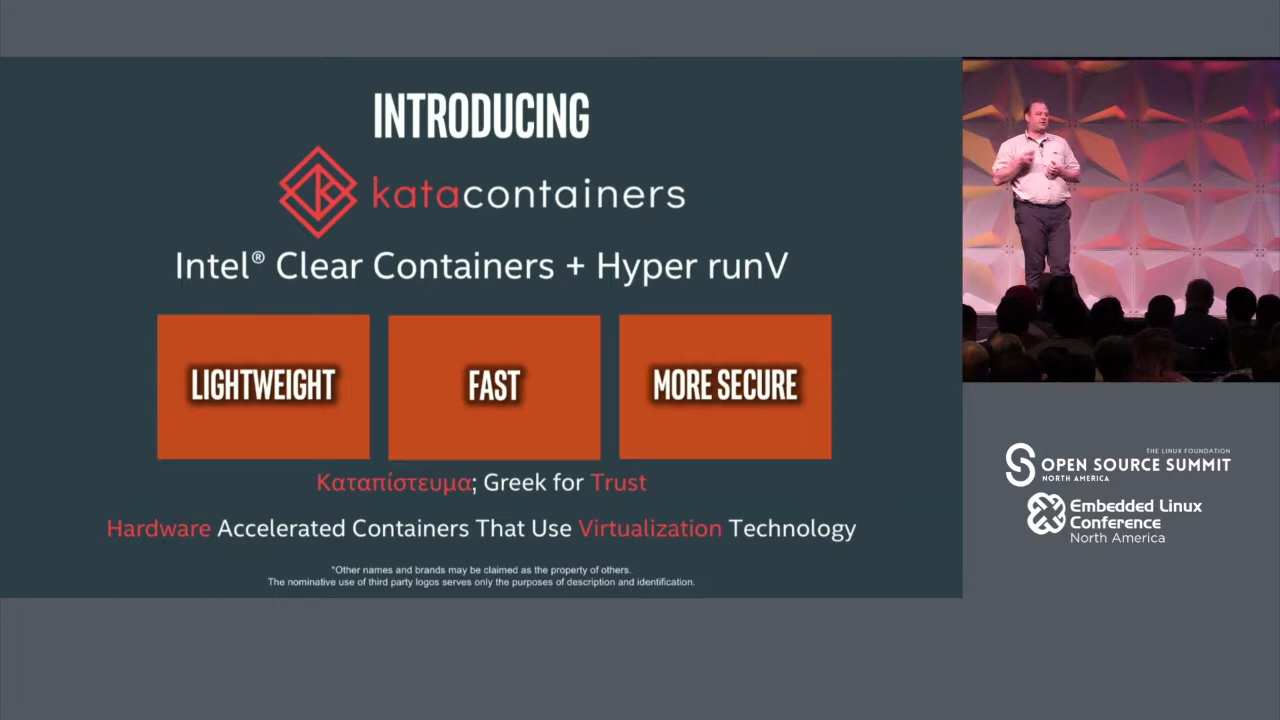 INTRODUCING
katacontainers
Intel® Clear Containers + Hyper runV
LIGHTWEIGHT
FAST
MORE SECURE
Καταπίστευμα; Greek for Trust
Hardware Accelerated Containers That Use Virtualization Technology
*Other names and brands may be claimed as the property of others.
The nominative use of third party logos serves only the purposes of description and identification.
THE LINUX FOUNDATION
OPEN SOURCE SUMMIT
NORTH AMERICA
Embedded Linux
Conference
North America